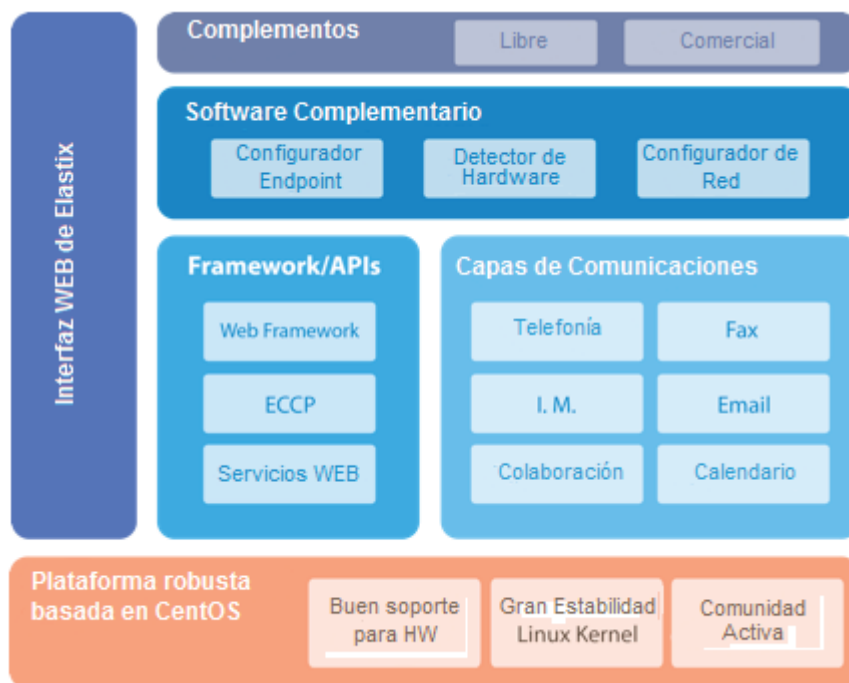 Interfaz WEB de Elastix
Complementos
Libre
Comercial
Software Complementario
Configurador
Endpoint
Detector de
Hardware
Configurador de
Red
Framework/APIs
Web Framework
ECCP
Servicios WEB
Capas de Comunicaciones
Telefonía
Fax
I. M.
Email
Colaboración
Calendario
Plataforma robusta
basada en CentOS
Buen soporte
para HW
Gran Estabilidad
Linux Kernel
Comunidad
Activa